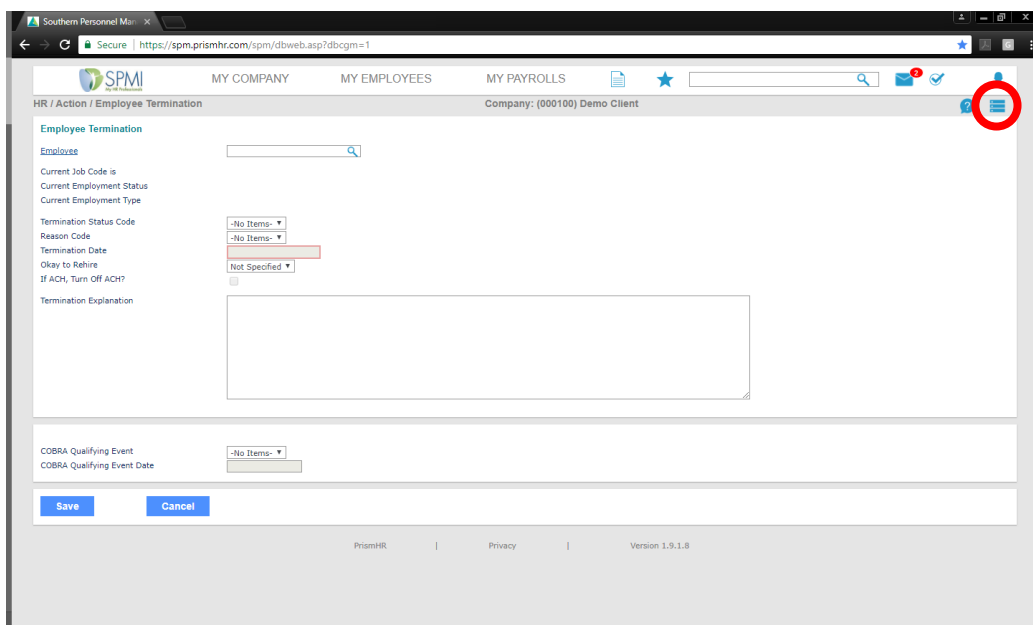 Southern Personnel Man
Secure | https://spm.prismhr.com/spm/dbweb.asp?dbcgm=1
SPMI MY COMPANY MY EMPLOYEES MY PAYROLLS 2
My HR Professionals
HR / Action / Employee Termination Company: (000100) Demo Client ?
Employee Termination
Employee
Current Job Code is
Current Employment Status
Current Employment Type
Termination Status Code -No Items-
Reason Code -No Items-
Termination Date
Okay to Rehire Not Specified
If ACH, Turn Off ACH?
Termination Explanation
COBRA Qualifying Event -No Items-
COBRA Qualifying Event Date
Save Cancel
PrismHR | Privacy | Version 1.9.1.8